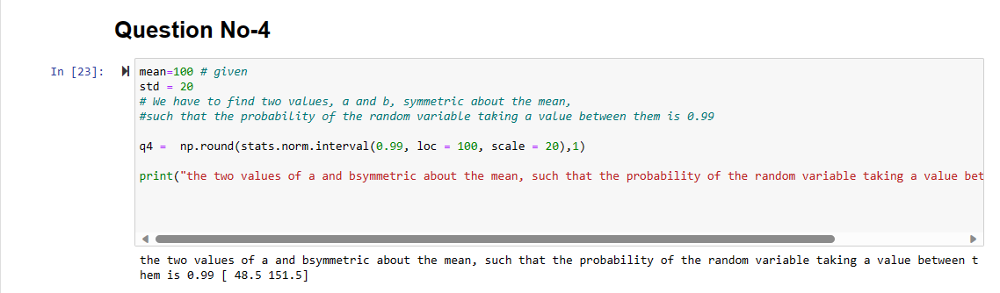 Question No-4
In [23]:
mean=100 # given
std = 20
# We have to find two values, a and b, symmetric about the mean,
#such that the probability of the random variable taking a value between them is 0.99
q4 =  np.round(stats.norm.interval(0.99, loc = 100, scale = 20),1)
print("the two values of a and bsymmetric about the mean, such that the probability of the random variable taking a value bet
the two values of a and bsymmetric about the mean, such that the probability of the random variable taking a value between t
hem is 0.99 [ 48.5 151.5]